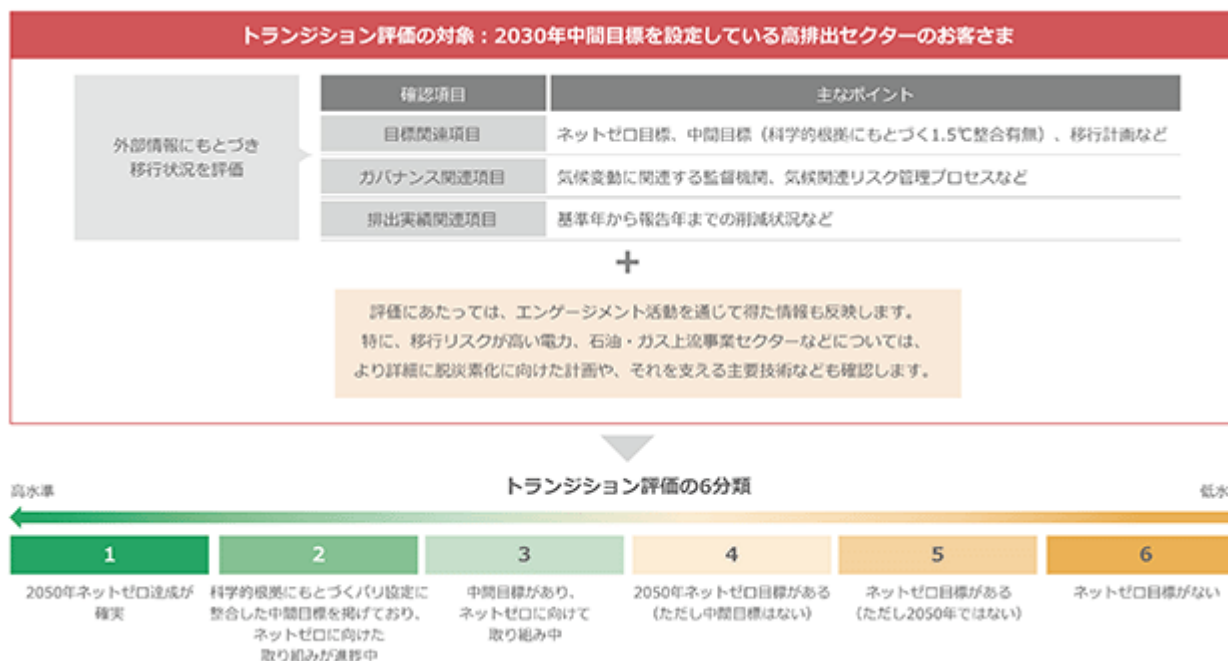 トランジション評価の対象：2030年中間目標を設定している高排出セクターのお客さま
外部情報にもとづき
移行状況を評価
確認項目
主なポイント
目標関連項目
ネットゼロ目標、中間目標（科学的根拠にもとづく1.5℃整合有無）、移行計画など
ガバナンス関連項目
気候変動に関連する監督機関、気候関連リスク管理プロセスなど
排出実績関連項目
基準年から報告年までの削減状況など
+
評価にあたっては、エンゲージメント活動を通じて得た情報も反映します。
特に、移行リスクが高い電力、石油・ガス上流事業セクターなどについては、
より詳細に脱炭素化に向けた計画や、それを支える主要技術なども確認します。
トランジション評価の6分類
高水準
低水
1
2050年ネットゼロ達成が
確実
2
科学的根拠にもとづくパリ協定に
整合した中間目標を掲げており、
ネットゼロに向けた
取り組みが進捗中
3
中間目標があり、
ネットゼロに向けて
取り組み中
4
2050年ネットゼロ目標がある
（ただし中間目標はない）
5
ネットゼロ目標がある
（ただし2050年ではない）
6
ネットゼロ目標がない